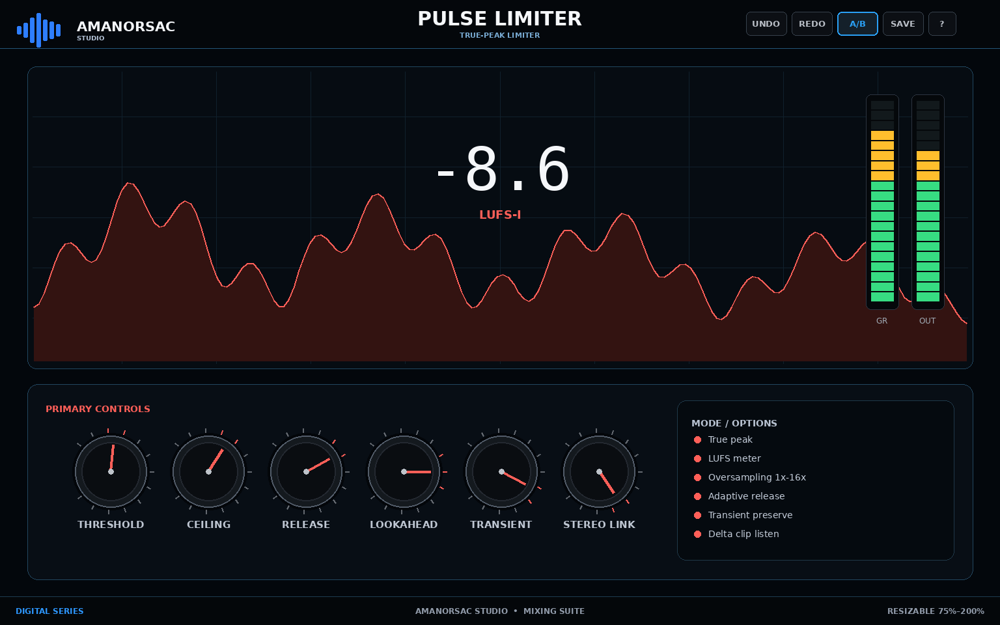 AMANORSAC
STUDIO
PULSE LIMITER
TRUE-PEAK LIMITER
UNDO
REDO
A/B
SAVE
?
-8.6
LUFS-I
GR
OUT
PRIMARY CONTROLS
THRESHOLD
CEILING
RELEASE
LOOKAHEAD
TRANSIENT
STEREO LINK
MODE / OPTIONS
True peak
LUFS meter
Oversampling 1x-16x
Adaptive release
Transient preserve
Delta clip listen
DIGITAL SERIES
AMANORSAC STUDIO • MIXING SUITE
RESIZABLE 75%–200%